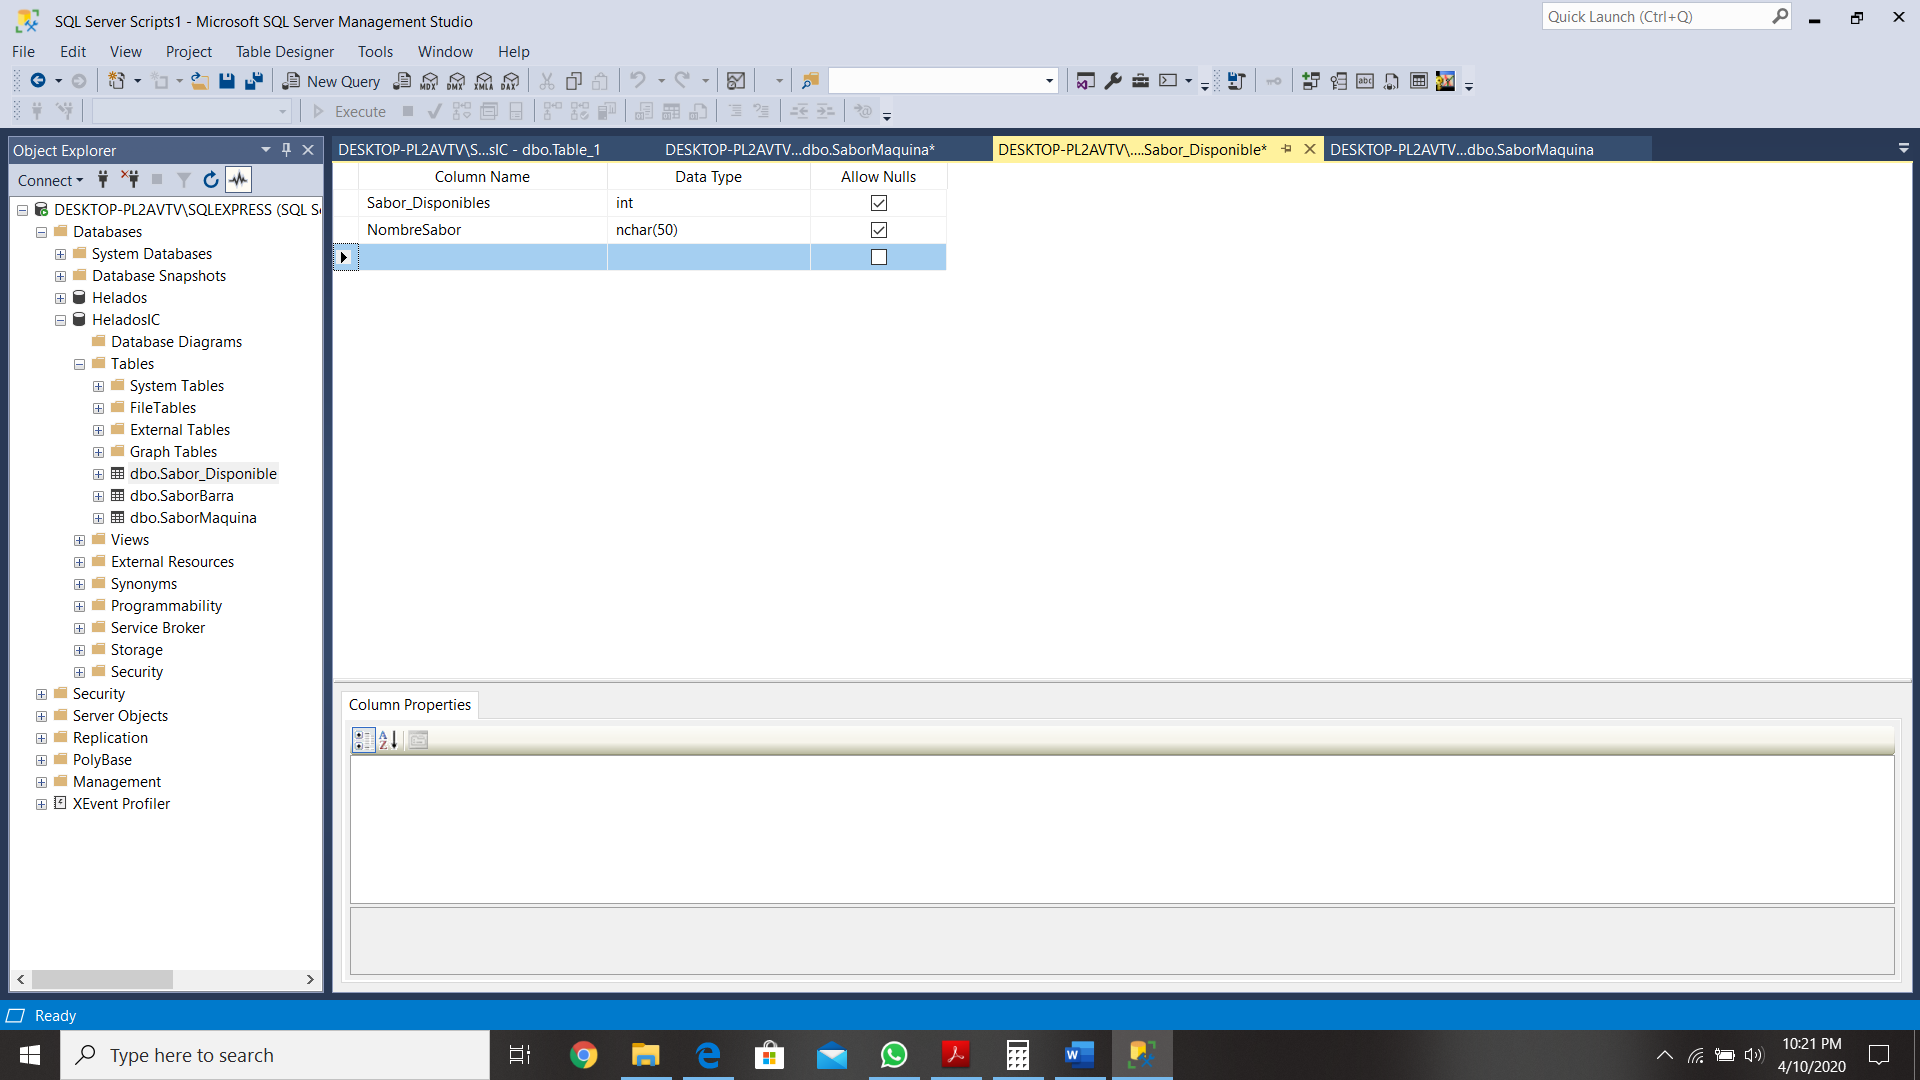 SQL Server Scripts1 - Microsoft SQL Server Management Studio
Quick Launch (Ctrl+Q)
File Edit View Project Table Designer Tools Window Help
New Query MDX DMX XMLA DAX
Execute
Object Explorer
Connect
DESKTOP-PL2AVTV\SQLEXPRESS (SQL S
Databases
System Databases
Database Snapshots
Helados
HeladosIC
Database Diagrams
Tables
System Tables
FileTables
External Tables
Graph Tables
dbo.Sabor_Disponible
dbo.SaborBarra
dbo.SaborMaquina
Views
External Resources
Synonyms
Programmability
Service Broker
Storage
Security
Security
Server Objects
Replication
PolyBase
Management
XEvent Profiler
DESKTOP-PL2AVTV\S...sIC - dbo.Table_1
DESKTOP-PL2AVTV...dbo.SaborMaquina*
DESKTOP-PL2AVTV\....Sabor_Disponible*
DESKTOP-PL2AVTV...dbo.SaborMaquina
Column Name Data Type Allow Nulls
Sabor_Disponibles int
NombreSabor nchar(50)
Column Properties
Ready
Type here to search
10:21 PM
4/10/2020